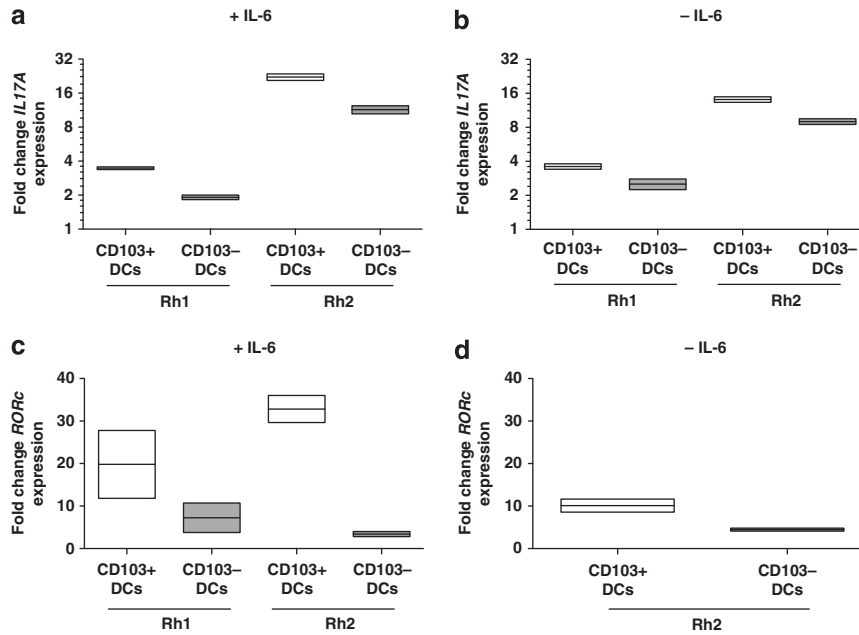 a
+ IL-6
Fold change IL17A
expression
32
16
8
4
2
1
CD103+
DCs
CD103–
DCs
CD103+
DCs
CD103–
DCs
Rh1
Rh2
b
– IL-6
Fold change IL17A
expression
32
16
8
4
2
1
CD103+
DCs
CD103–
DCs
CD103+
DCs
CD103–
DCs
Rh1
Rh2
c
+ IL-6
Fold change RORc
expression
40
30
20
10
0
CD103+
DCs
CD103–
DCs
CD103+
DCs
CD103–
DCs
Rh1
Rh2
d
– IL-6
Fold change RORc
expression
40
30
20
10
0
CD103+
DCs
CD103–
DCs
Rh2